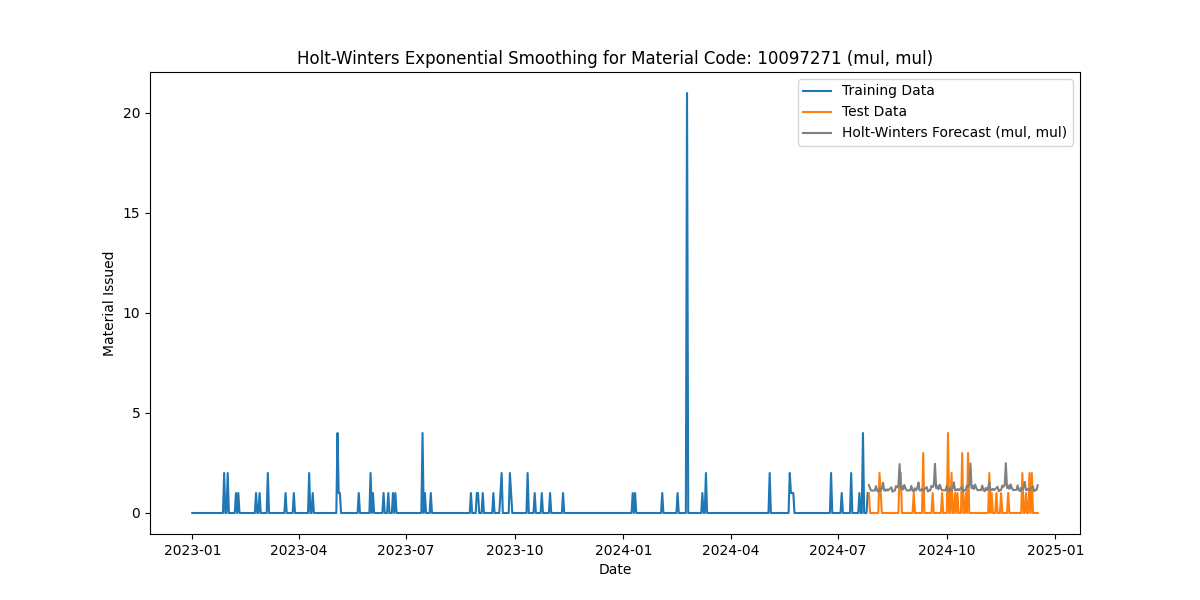 Holt-Winters Exponential Smoothing for Material Code: 10097271 (mul, mul)
Training Data
Test Data
Holt-Winters Forecast (mul, mul)
Material Issued
20
15
10
5
0
2023-01 2023-04 2023-07 2023-10 2024-01 2024-04 2024-07 2024-10 2025-01
Date